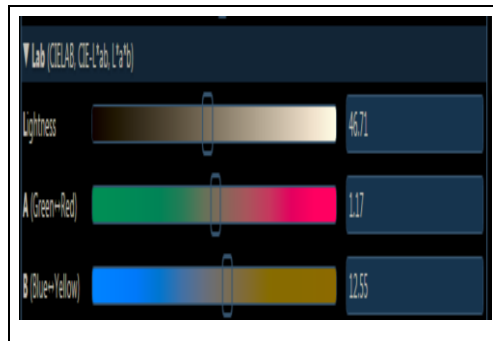 ▼ Lab (CIELAB, CIE-L*ab, L*a*b)
Lightness 46.71
A (Green↔Red) 1.17
B (Blue↔Yellow) 12.55